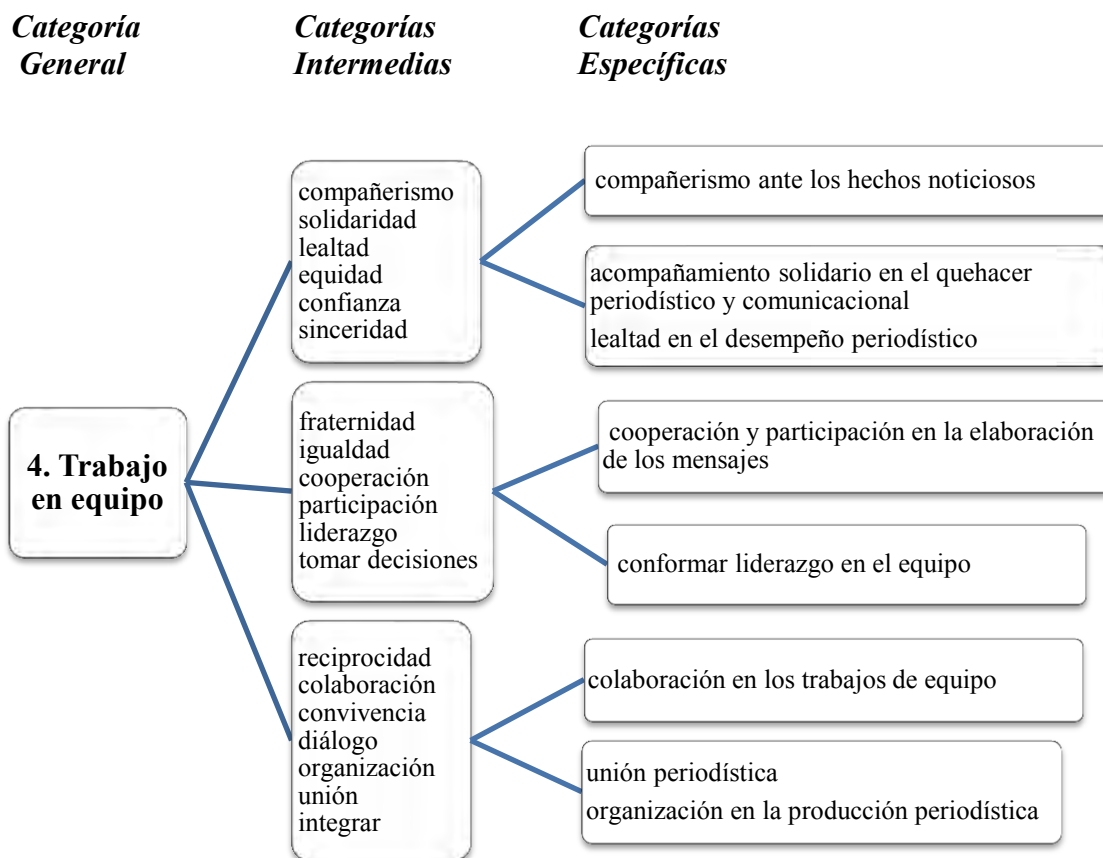 Categoría
General
Categorías
Intermedias
Categorías
Específicas
4. Trabajo
en equipo
compañerismo
solidaridad
lealtad
equidad
confianza
sinceridad
compañerismo ante los hechos noticiosos
acompañamiento solidario en el quehacer
periodístico y comunicacional
lealtad en el desempeño periodístico
fraternidad
igualdad
cooperación
participación
liderazgo
tomar decisiones
cooperación y participación en la elaboración
de los mensajes
conformar liderazgo en el equipo
reciprocidad
colaboración
convivencia
diálogo
organización
unión
integrar
colaboración en los trabajos de equipo
unión periodística
organización en la producción periodística